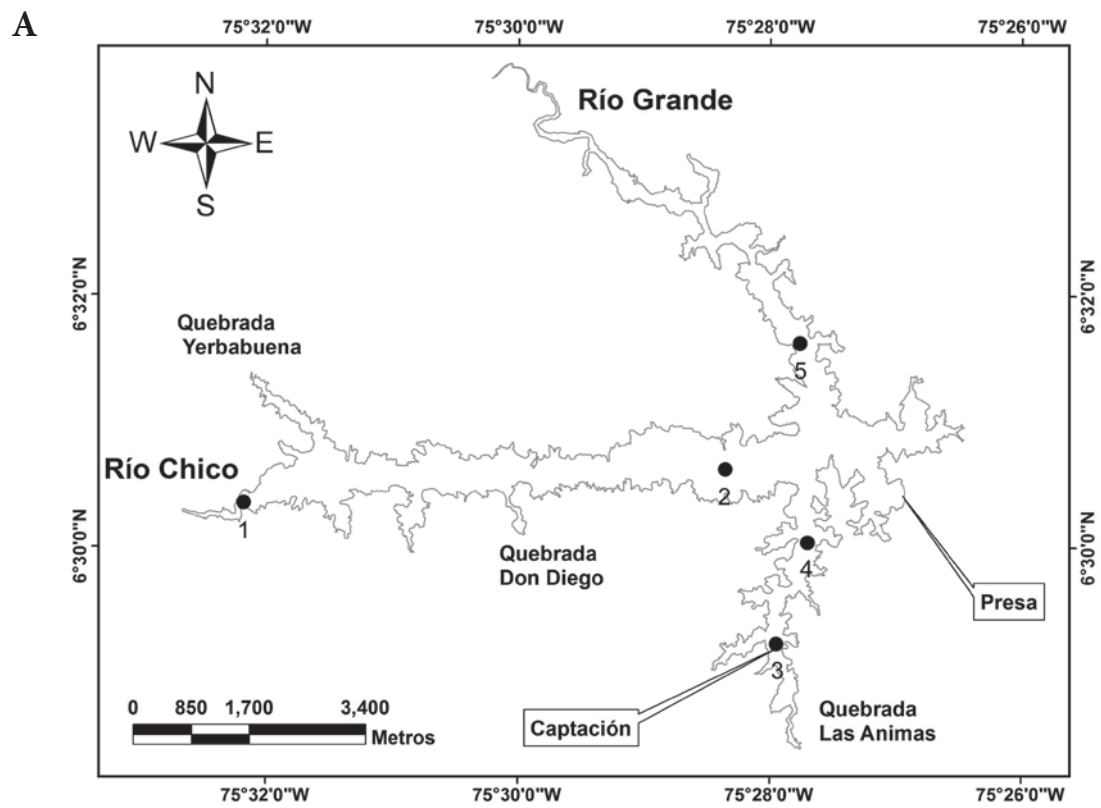 A
75°32'0"W
75°30'0"W
75°28'0"W
75°26'0"W
N
W
E
S
Río Grande
6°32'0"N
6°32'0"N
Quebrada
Yerbabuena
5
Río Chico
1
2
6°30'0"N
6°30'0"N
Quebrada
Don Diego
4
Presa
3
Captación
Quebrada
Las Animas
0 850 1,700 3,400
Metros
75°32'0"W
75°30'0"W
75°28'0"W
75°26'0"W